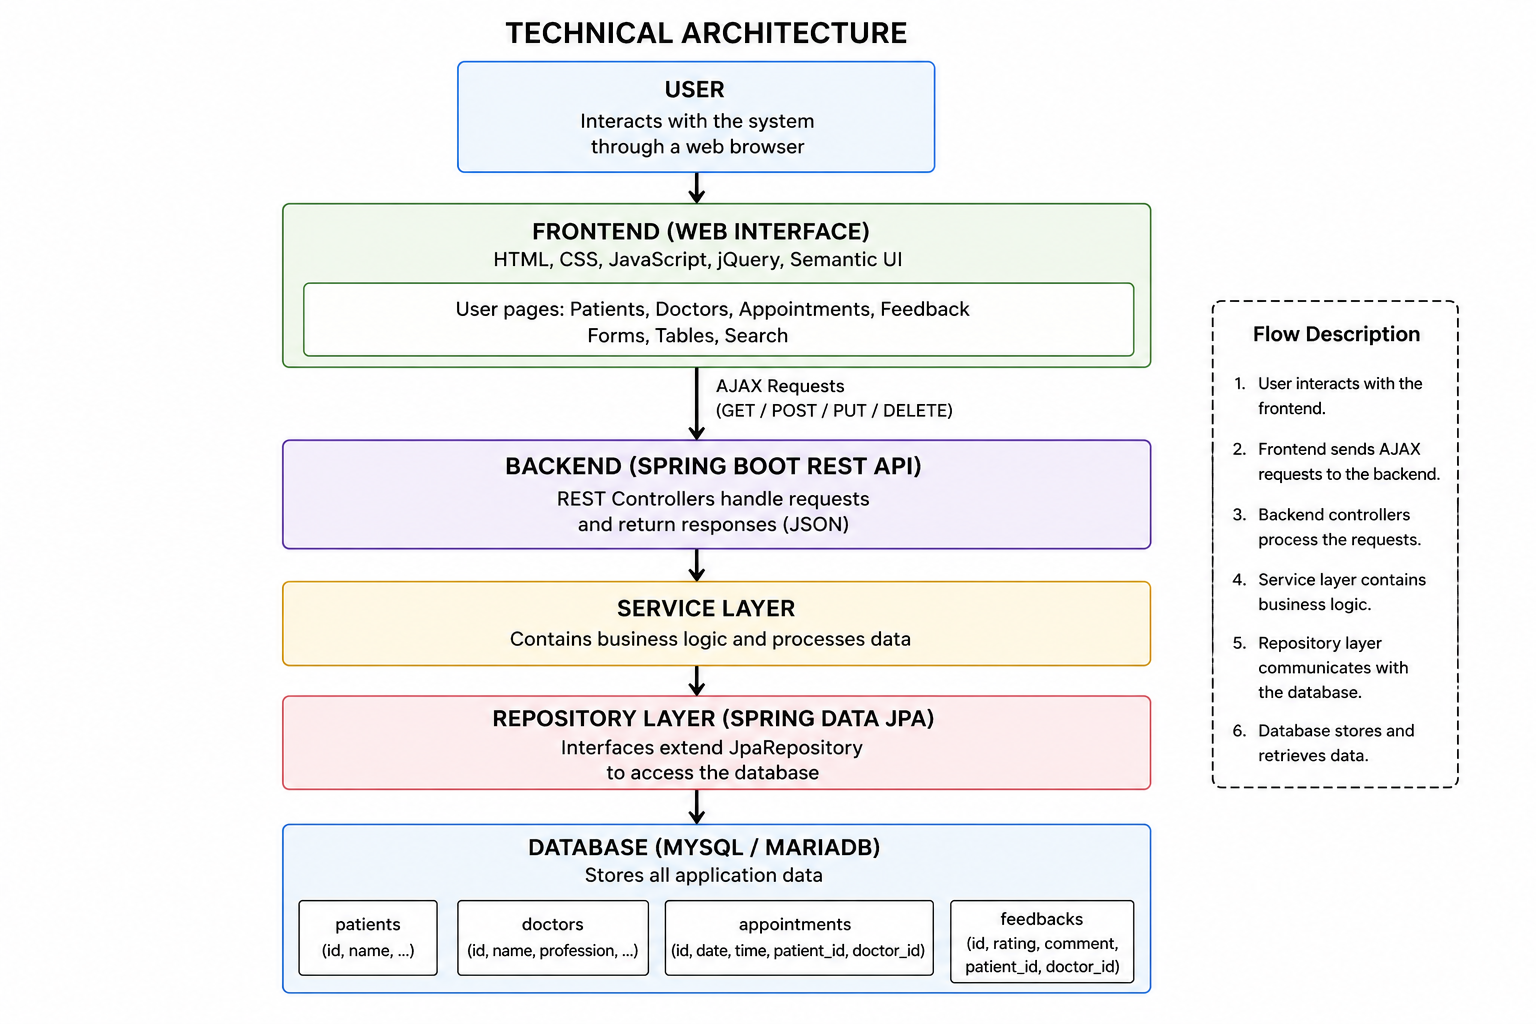 TECHNICAL ARCHITECTURE
USER
Interacts with the system
through a web browser
FRONTEND (WEB INTERFACE)
HTML, CSS, JavaScript, jQuery, Semantic UI
User pages: Patients, Doctors, Appointments, Feedback
Forms, Tables, Search
AJAX Requests
(GET / POST / PUT / DELETE)
BACKEND (SPRING BOOT REST API)
REST Controllers handle requests
and return responses (JSON)
SERVICE LAYER
Contains business logic and processes data
REPOSITORY LAYER (SPRING DATA JPA)
Interfaces extend JpaRepository
to access the database
DATABASE (MYSQL / MARIADB)
Stores all application data
patients
(id, name, ...)
doctors
(id, name, profession, ...)
appointments
(id, date, time, patient_id, doctor_id)
feedbacks
(id, rating, comment,
patient_id, doctor_id)
Flow Description
1. User interacts with the
frontend.
2. Frontend sends AJAX
requests to the backend.
3. Backend controllers
process the requests.
4. Service layer contains
business logic.
5. Repository layer
communicates with
the database.
6. Database stores and
retrieves data.